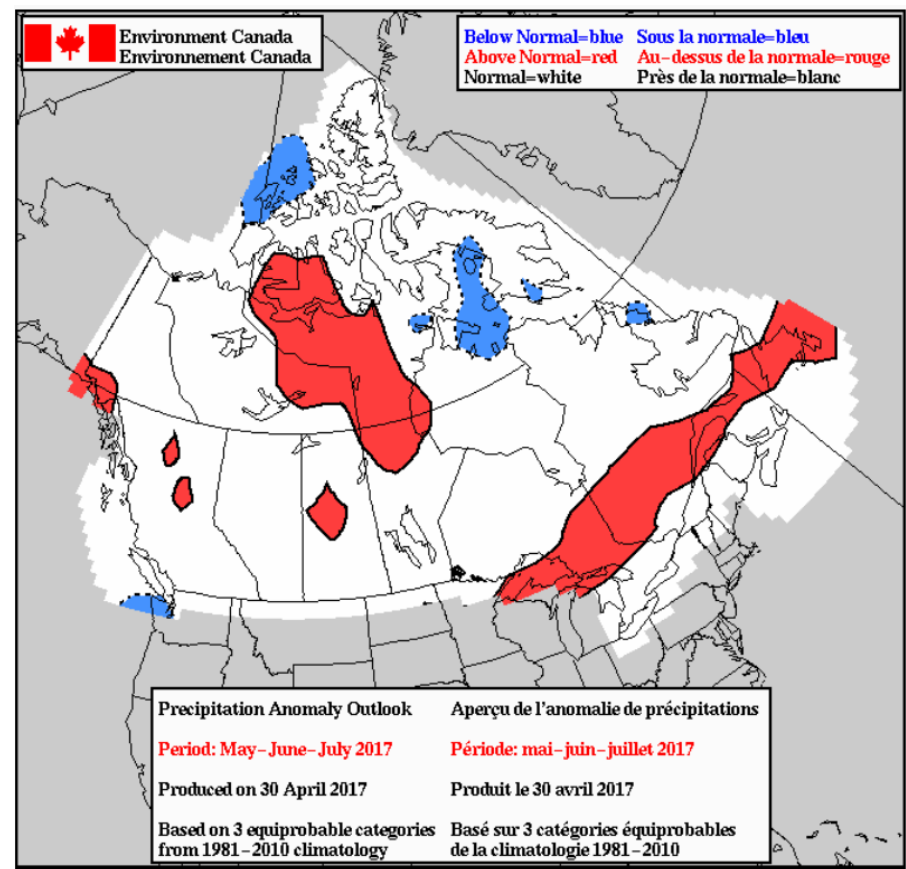 Environment Canada
Environnement Canada
Below Normal=blue Sous la normale=bleu
Above Normal=red Au-dessus de la normale=rouge
Normal=white Près de la normale=blanc
Precipitation Anomaly Outlook Aperçu de l'anomalie de précipitations
Period: May-June-July 2017 Période: mai-juin-juillet 2017
Produced on 30 April 2017 Produit le 30 avril 2017
Based on 3 equiprobable categories Basé sur 3 catégories équiprobables
from 1981-2010 climatology de la climatologie 1981-2010